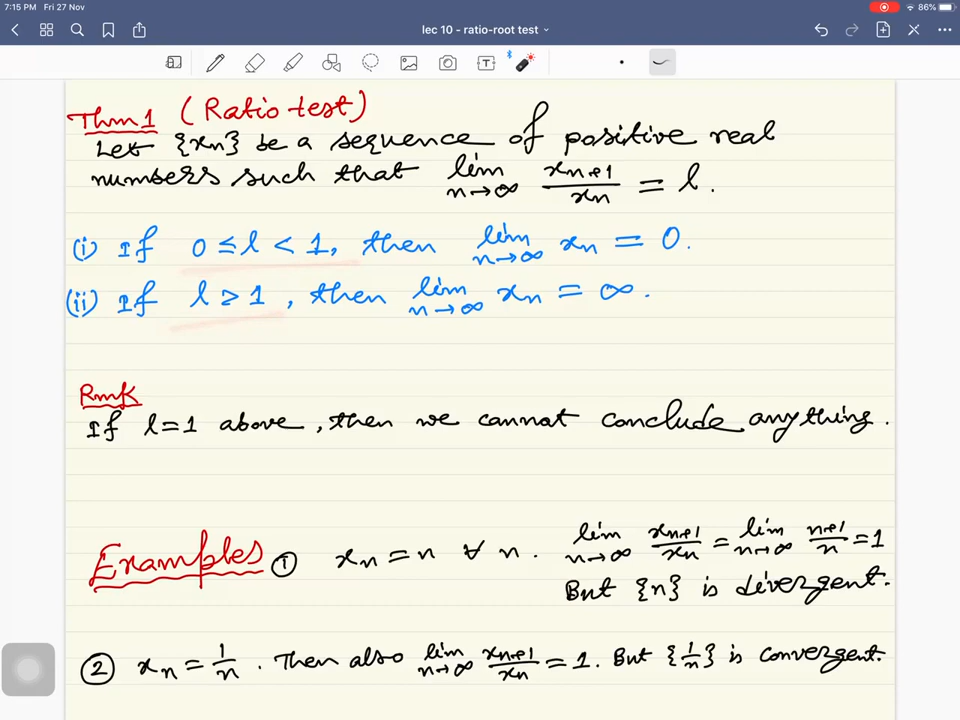 7:15 PM Fri 27 Nov
86%
lec 10 - ratio-root test
Thm 1 (Ratio test)
Let {xn} be a sequence of positive real
numbers such that lim n→∞ xn+1/xn = l.
(i) If 0 ≤ l < 1, then lim n→∞ xn = 0.
(ii) If l > 1, then lim n→∞ xn = ∞.
Rmk
If l = 1 above, then we cannot conclude anything.
Examples ① xn = n ∀ n. lim n→∞ xn+1/xn = lim n→∞ n+1/n = 1
But {n} is divergent.
② xn = 1/n. Then also lim n→∞ xn+1/xn = 1. But {1/n} is convergent.